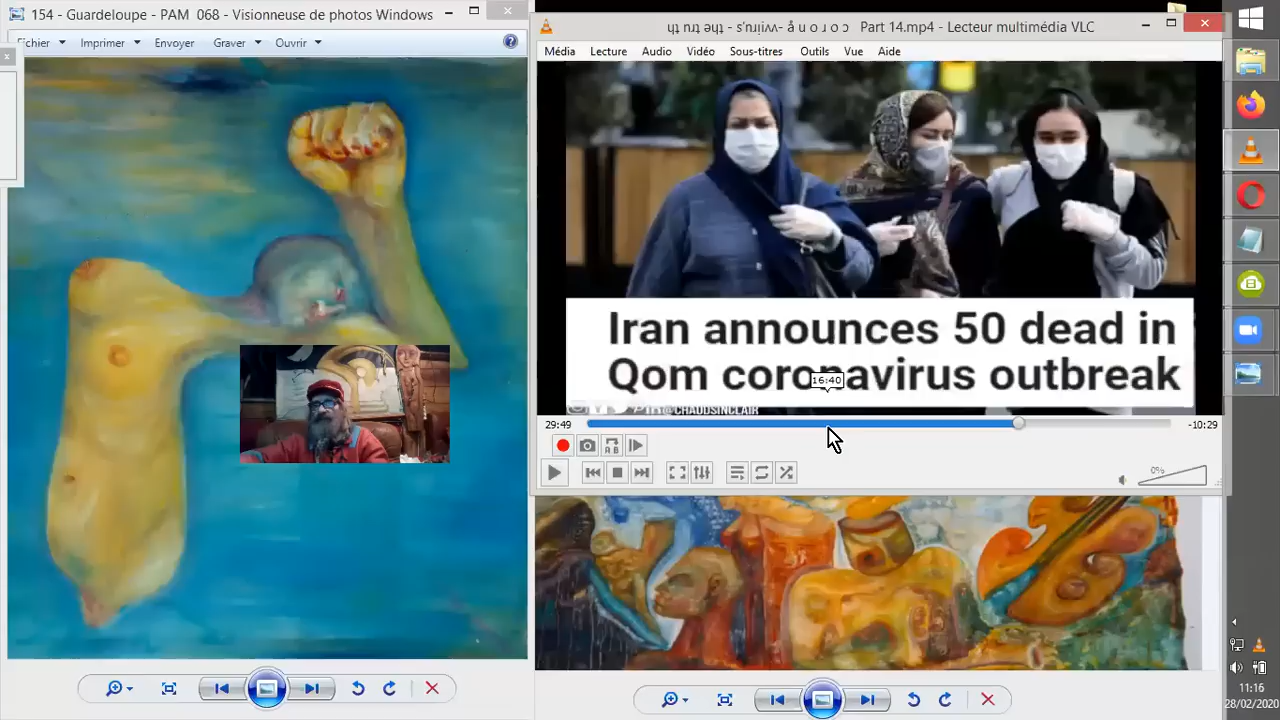 154 - Guardeloupe - PAM 068 - Visionneuse de photos Windows
chier Imprimer Envoyer Graver Ouvrir
Part 14.mp4 - Lecteur multimédia VLC
Média Lecture Audio Vidéo Sous-titres Outils Vue Aide
Iran announces 50 dead in
Qom coronavirus outbreak
16:40
@CHAUDSINCLAIR
29:49
-10:29
0%
11:16
28/02/2020